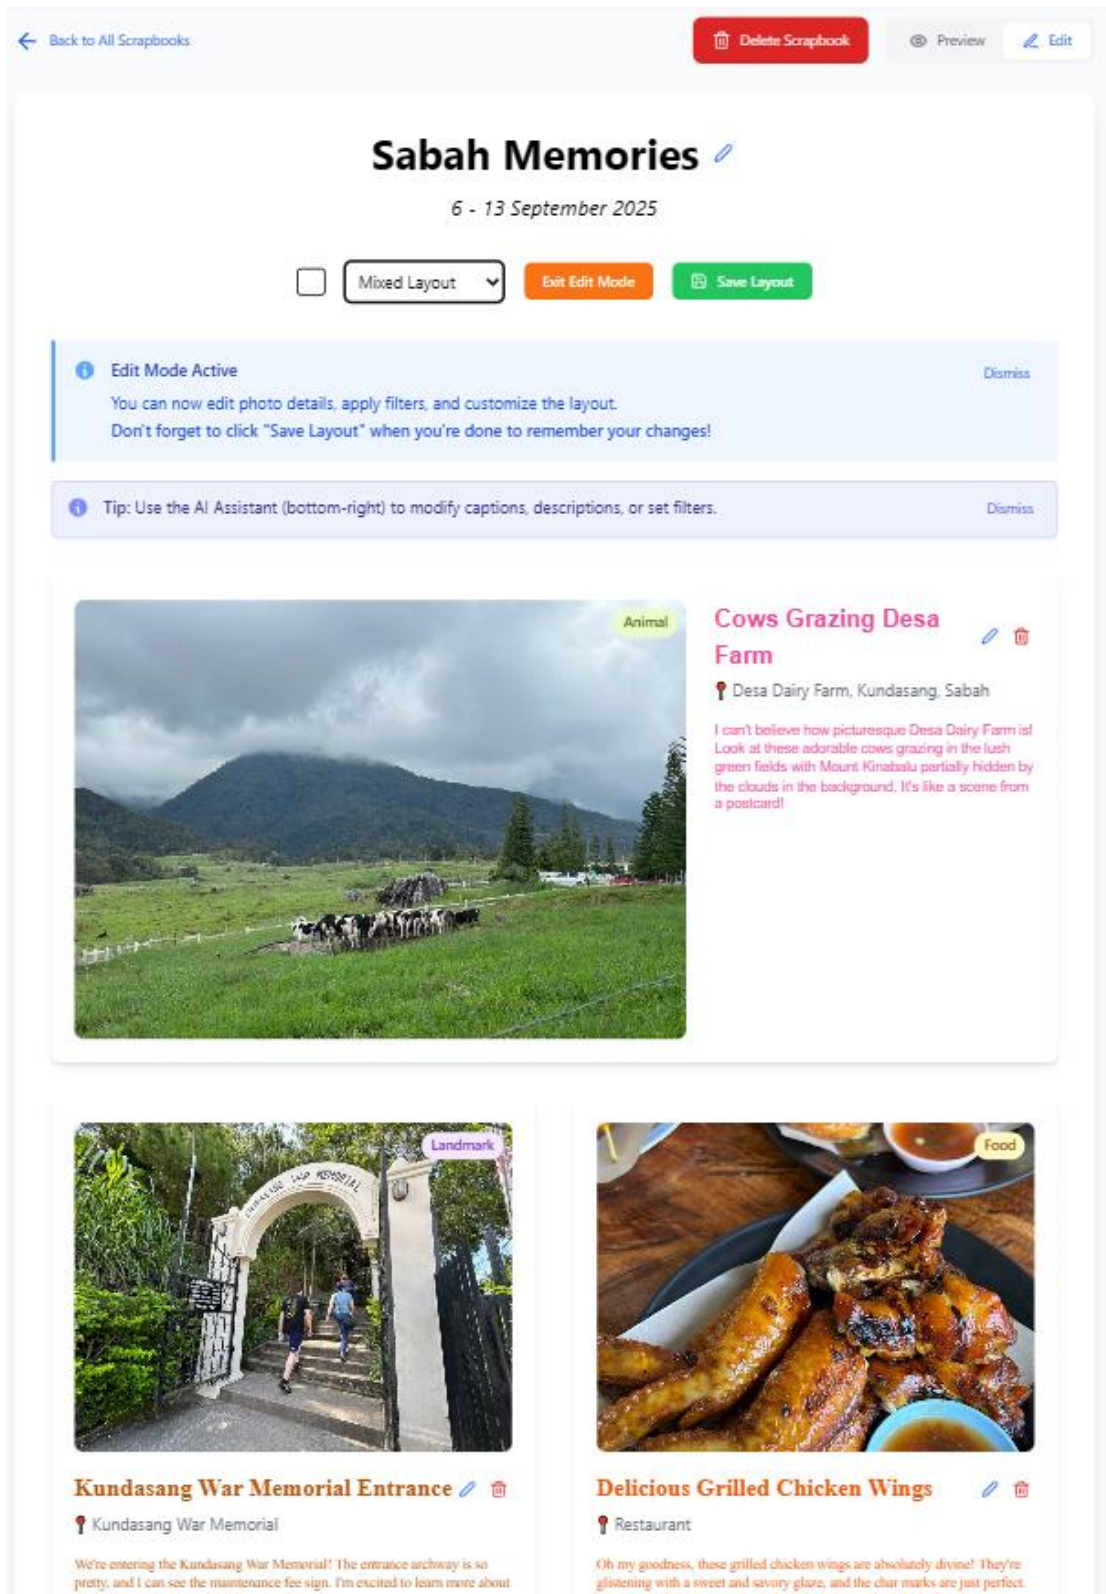 Back to All Scrapbooks
Delete Scrapbook
Preview
Edit
Sabah Memories
6 - 13 September 2025
Mixed Layout
Exit Edit Mode
Save Layout
Edit Mode Active
Dismiss
You can now edit photo details, apply filters, and customize the layout.
Don't forget to click "Save Layout" when you're done to remember your changes!
Tip: Use the AI Assistant (bottom-right) to modify captions, descriptions, or set filters.
Dismiss
Animal
Cows Grazing Desa
Farm
Desa Dairy Farm, Kundasang, Sabah
I can't believe how picturesque Desa Dairy Farm is!
Look at these adorable cows grazing in the lush
green fields with Mount Kinabalu partially hidden by
the clouds in the background. It's like a scene from
a postcard!
Landmark
KUNDASANG WAR MEMORIAL
Food
Kundasang War Memorial Entrance
Kundasang War Memorial
We're entering the Kundasang War Memorial! The entrance archway is so
pretty, and I can see the maintenance fee sign. I'm excited to learn more about
Delicious Grilled Chicken Wings
Restaurant
Oh my goodness, these grilled chicken wings are absolutely divine! They're
glistening with a sweet and savory glaze, and the char marks are just perfect.